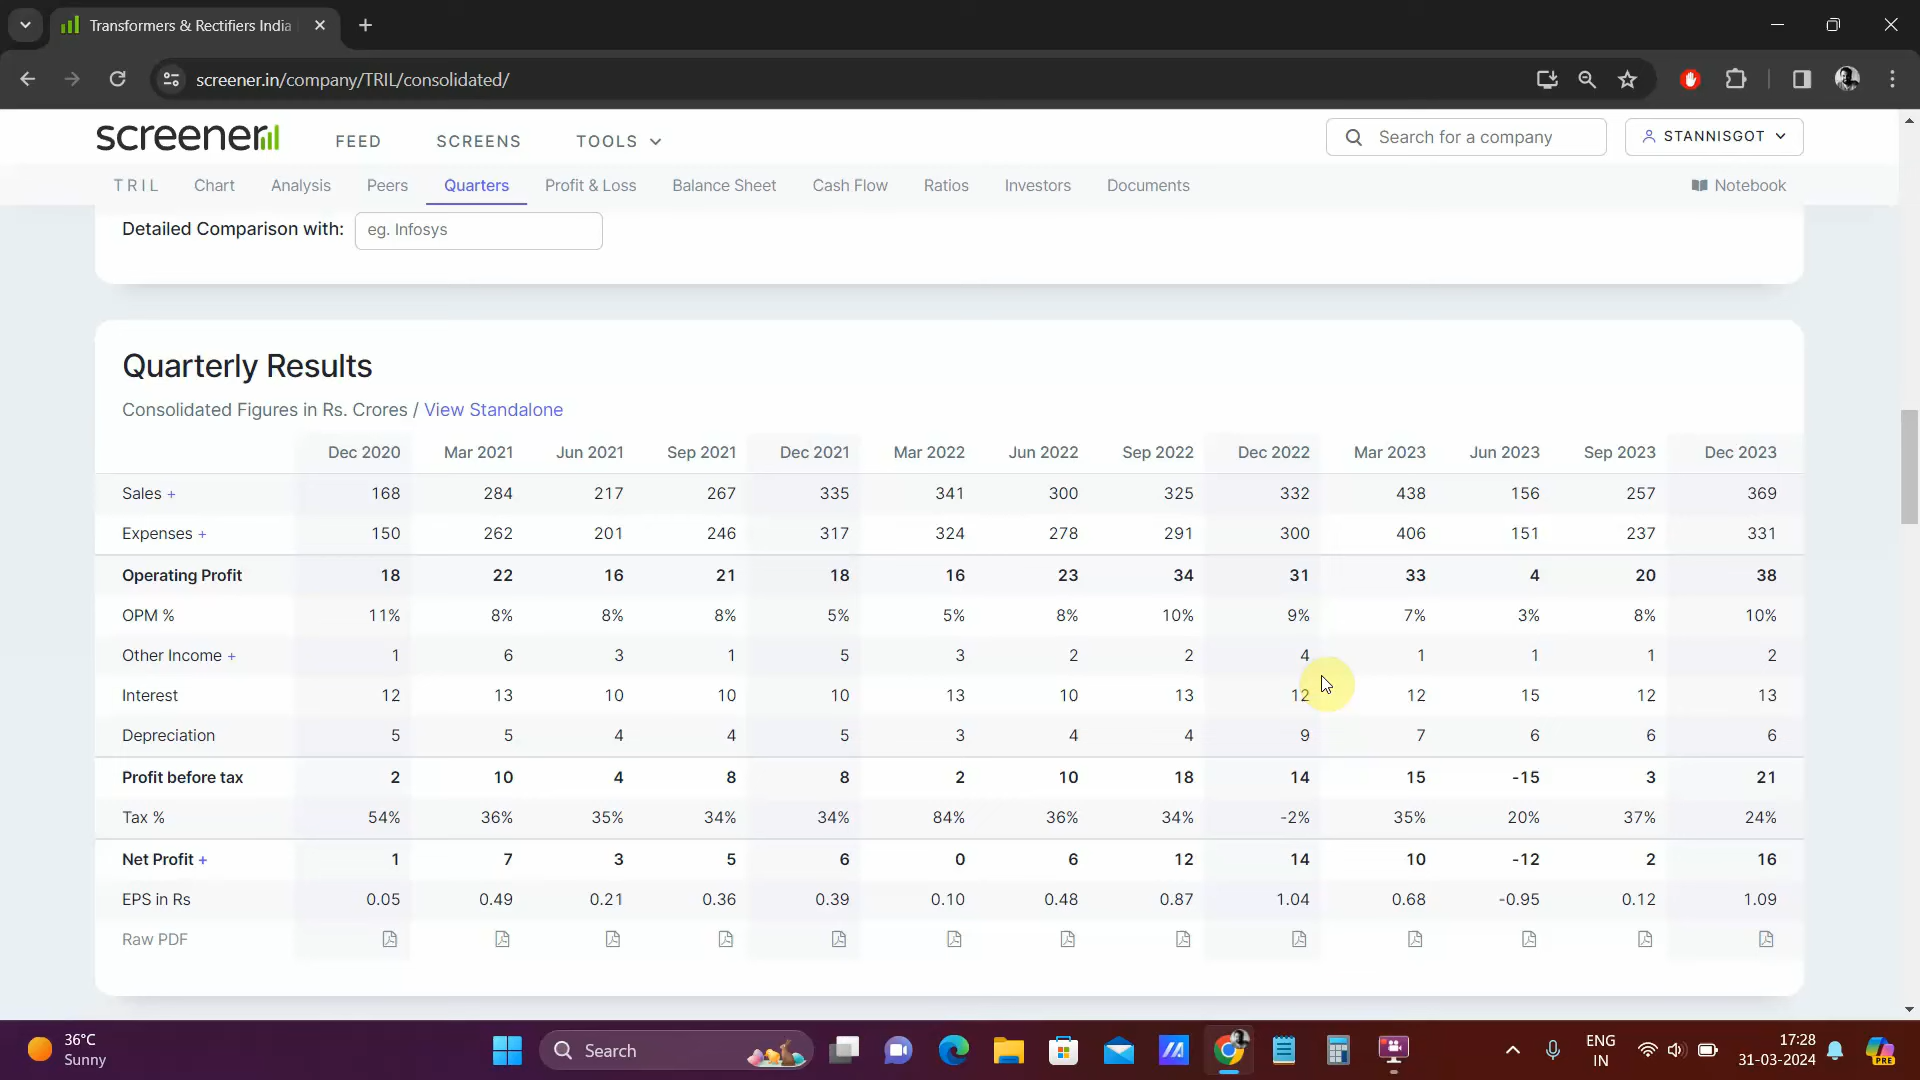 Transformers & Rectifiers India
screener.in/company/TRIL/consolidated/
screener
FEED SCREENS TOOLS
Search for a company
STANNISGOT
TRIL Chart Analysis Peers Quarters Profit & Loss Balance Sheet Cash Flow Ratios Investors Documents Notebook
Detailed Comparison with: eg. Infosys
Quarterly Results
Consolidated Figures in Rs. Crores / View Standalone
Dec 2020 Mar 2021 Jun 2021 Sep 2021 Dec 2021 Mar 2022 Jun 2022 Sep 2022 Dec 2022 Mar 2023 Jun 2023 Sep 2023 Dec 2023
Sales + 168 284 217 267 335 341 300 325 332 438 156 257 369
Expenses + 150 262 201 246 317 324 278 291 300 406 151 237 331
Operating Profit 18 22 16 21 18 16 23 34 31 33 4 20 38
OPM % 11% 8% 8% 8% 5% 5% 8% 10% 9% 7% 3% 8% 10%
Other Income + 1 6 3 1 5 3 2 2 4 1 1 1 2
Interest 12 13 10 10 10 13 10 13 12 12 15 12 13
Depreciation 5 5 4 4 5 3 4 4 9 7 6 6 6
Profit before tax 2 10 4 8 8 2 10 18 14 15 -15 3 21
Tax % 54% 36% 35% 34% 34% 84% 36% 34% -2% 35% 20% 37% 24%
Net Profit + 1 7 3 5 6 0 6 12 14 10 -12 2 16
EPS in Rs 0.05 0.49 0.21 0.36 0.39 0.10 0.48 0.87 1.04 0.68 -0.95 0.12 1.09
Raw PDF
36°C
Sunny
Search
ENG
IN
17:28
31-03-2024
PRE